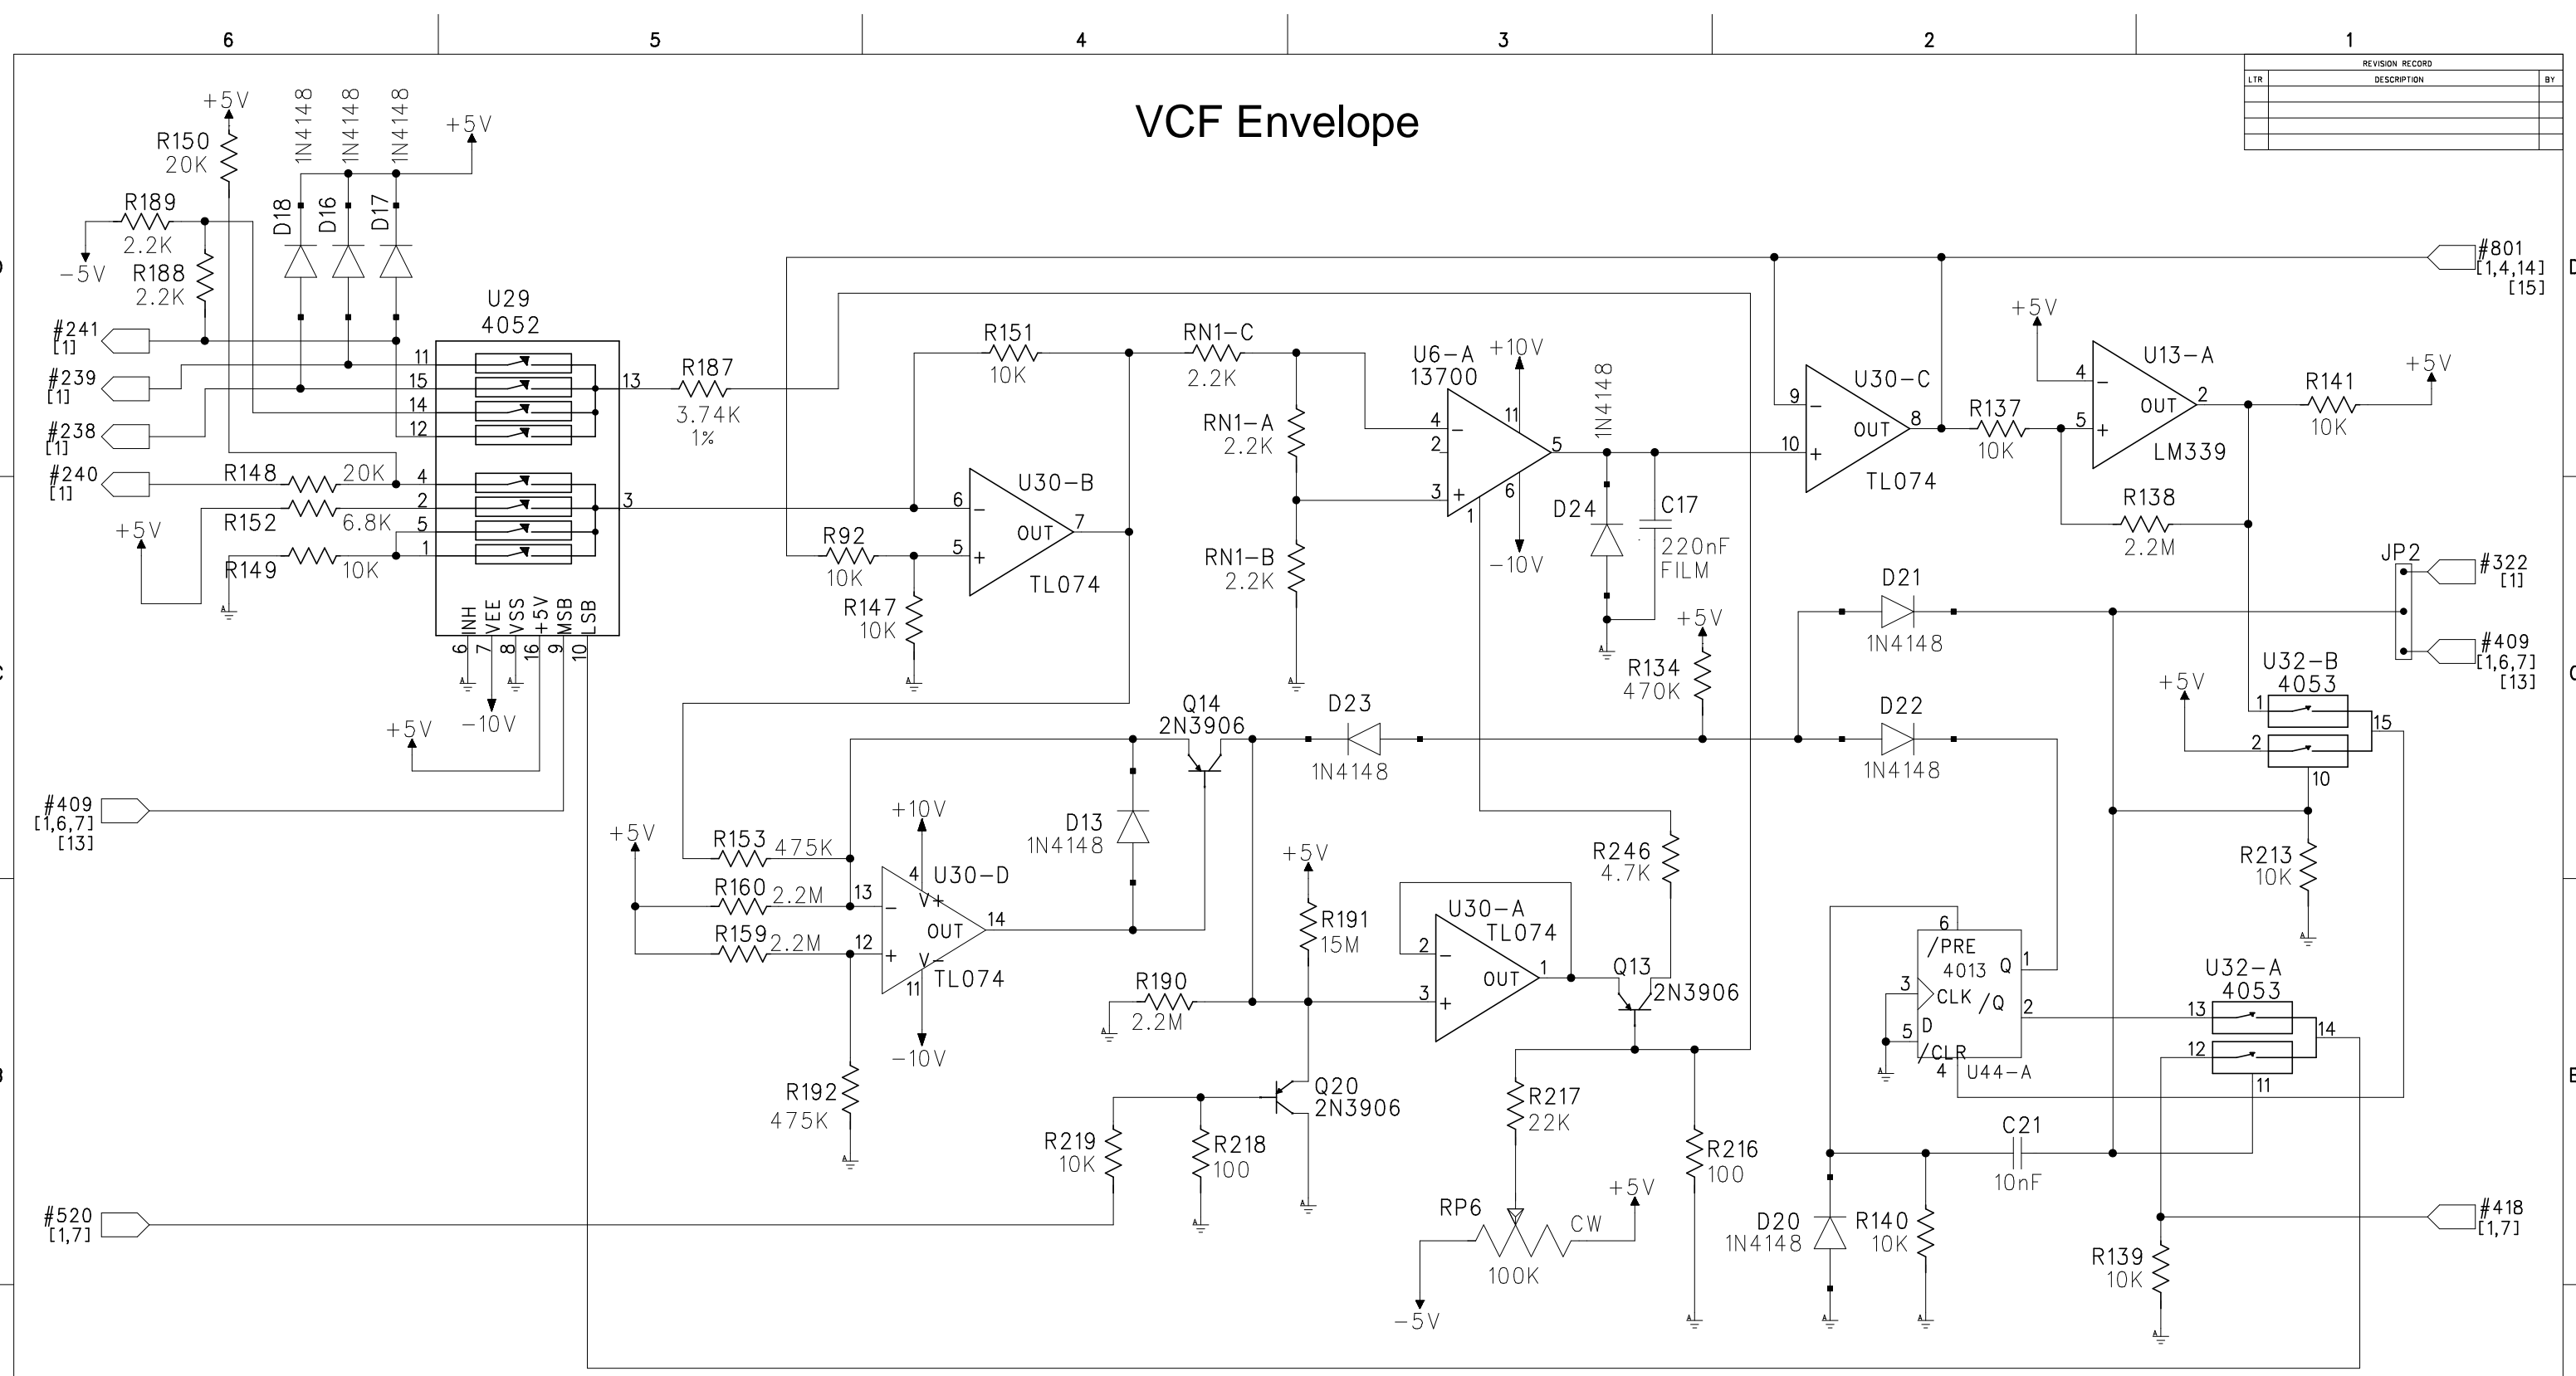 6
5
4
3
2
1
REVISION RECORD
LTR
DESCRIPTION
BY
VCF Envelope
+5V
R150
20K
1N4148
1N4148
1N4148
+5V
R189
2.2K
-5V
R188
2.2K
D18
D16
D17
#241
[1]
#239
[1]
#238
[1]
#240
[1]
U29
4052
11
15
14
12
4
2
5
1
13
3
R148
20K
R152
6.8K
R149
10K
+5V
INH
VEE
VSS
+5V
MSB
LSB
6
7
8
16
9
10
-10V
+5V
R187
3.74K
1%
R151
10K
RN1-C
2.2K
RN1-A
2.2K
RN1-B
2.2K
U30-B
6
5
7
OUT
TL074
R92
10K
R147
10K
U6-A
13700
+10V
11
4
2
3
1
5
6
-10V
1N4148
D24
C17
220nF
FILM
U30-C
9
10
8
OUT
TL074
R137
10K
+5V
U13-A
4
5
2
OUT
LM339
R141
10K
+5V
R138
2.2M
#801
[1,4,14]
[15]
D
JP2
#322
[1]
#409
[1,6,7]
[13]
D21
1N4148
D22
1N4148
+5V
R134
470K
D23
1N4148
Q14
2N3906
+5V
U32-B
4053
1
2
15
10
R213
10K
#409
[1,6,7]
[13]
+5V
R153
475K
R160
2.2M
R159
2.2M
+10V
4
V+
U30-D
13
12
14
OUT
V-
TL074
11
-10V
R192
475K
D13
1N4148
+5V
R191
15M
R190
2.2M
U30-A
TL074
2
3
1
OUT
R246
4.7K
Q13
2N3906
Q20
2N3906
R219
10K
R218
100
R217
22K
R216
100
RP6
CW
+5V
100K
-5V
6
/PRE
4013
Q
1
3
CLK
/Q
2
5
D
/CLR
4
U44-A
U32-A
4053
13
12
14
11
C21
10nF
D20
1N4148
R140
10K
R139
10K
#520
[1,7]
#418
[1,7]